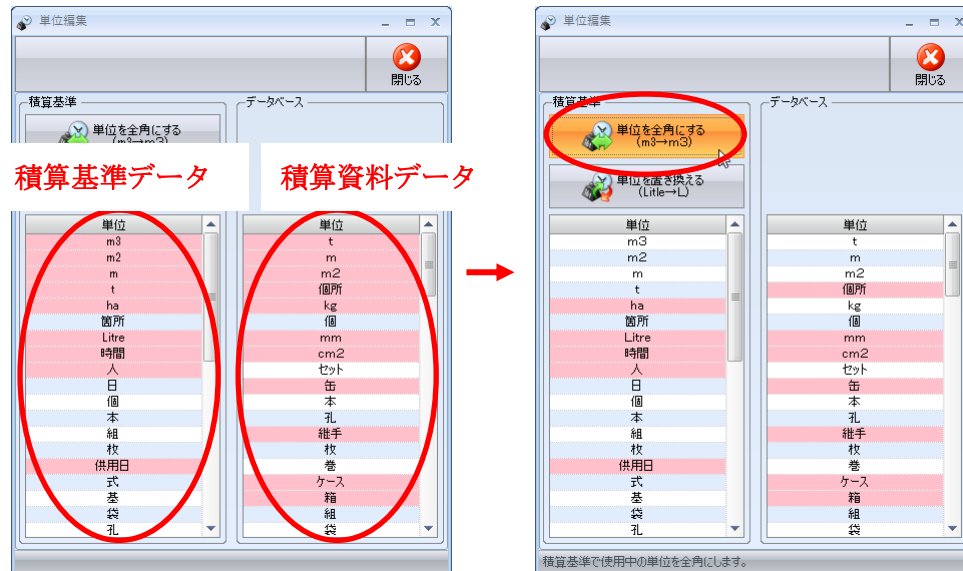 単位編集
閉じる
積算基準
データベース
単位を全角にする
(m3→m3)
積算基準データ
積算資料データ
単位
m3
m2
m
t
ha
箇所
Litre
時間
人
日
個
本
組
枚
供用日
式
基
袋
孔
単位
t
m
m2
個所
kg
個
mm
cm2
セット
缶
本
孔
継手
枚
巻
ケース
箱
組
袋
単位編集
閉じる
積算基準
データベース
単位を全角にする
(m3→m3)
単位を置き換える
(Litle→L)
単位
m3
m2
m
t
ha
箇所
Litre
時間
人
日
個
本
組
枚
供用日
式
基
袋
孔
単位
t
m
m2
個所
kg
個
mm
cm2
セット
缶
本
孔
継手
枚
巻
ケース
箱
組
袋
積算基準で使用中の単位を全角にします。